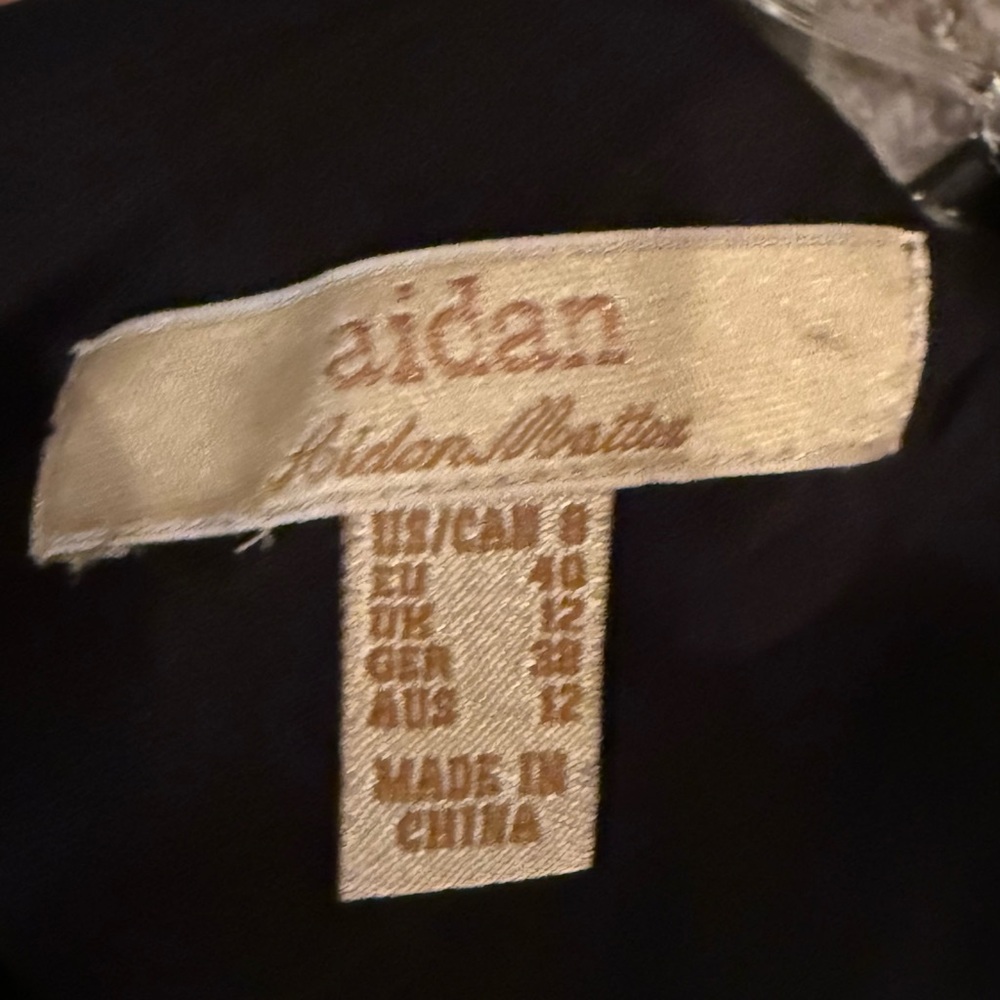 aidan
Aidan Mattox
US/CAN 8
EU 40
UK 12
GER 38
AUS 12
MADE IN
CHINA